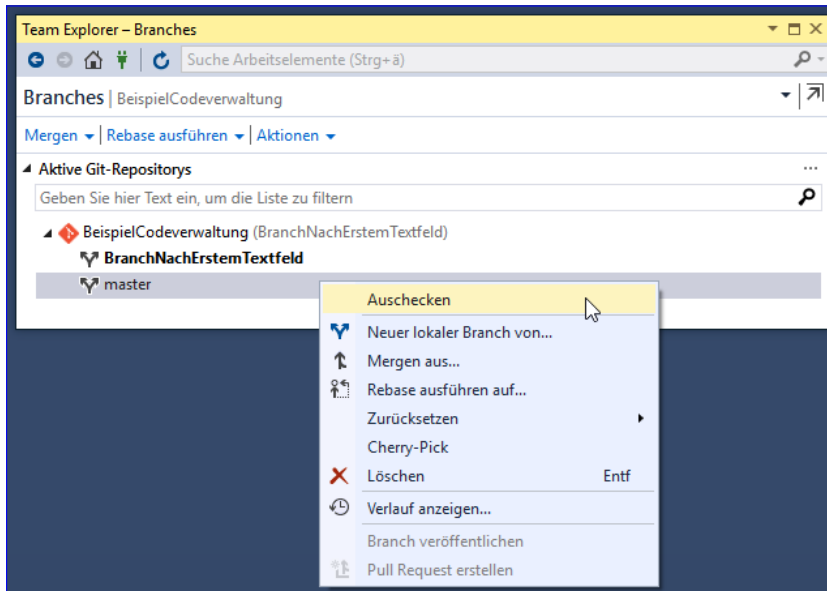 Team Explorer – Branches
Suche Arbeitselemente (Strg+ä)
Branches | BeispielCodeverwaltung
Mergen | Rebase ausführen | Aktionen
Aktive Git-Repositorys
Geben Sie hier Text ein, um die Liste zu filtern
BeispielCodeverwaltung (BranchNachErstemTextfeld)
BranchNachErstemTextfeld
master
Auschecken
Neuer lokaler Branch von...
Mergen aus...
Rebase ausführen auf...
Zurücksetzen
Cherry-Pick
Löschen Entf
Verlauf anzeigen...
Branch veröffentlichen
Pull Request erstellen